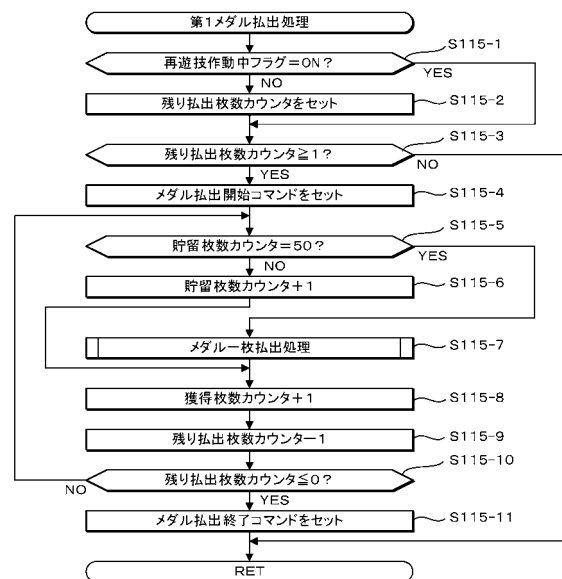 第1メダル払出処理
S115-1
再遊技作動中フラグ=ON?
YES
NO
残り払出枚数カウンタをセット
S115-2
S115-3
残り払出枚数カウンタ≧1?
NO
YES
メダル払出開始コマンドをセット
S115-4
S115-5
貯留枚数カウンタ=50?
YES
NO
貯留枚数カウンタ+1
S115-6
メダル一枚払出処理
S115-7
獲得枚数カウンタ+1
S115-8
残り払出枚数カウンター1
S115-9
S115-10
残り払出枚数カウンタ≦0?
NO
YES
メダル払出終了コマンドをセット
S115-11
RET